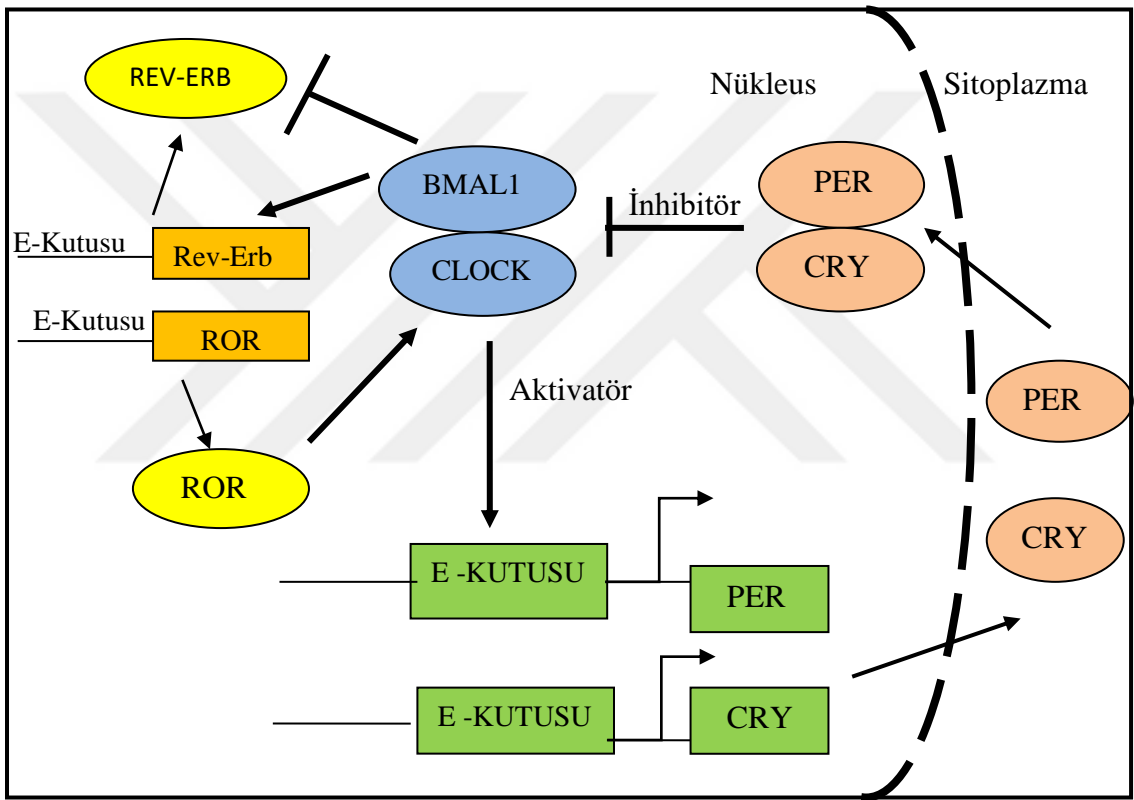 REV-ERB
Nükleus
Sitoplazma
BMAL1
PER
İnhibitör
E-Kutusu
Rev-Erb
CLOCK
CRY
E-Kutusu
ROR
Aktivatör
PER
ROR
CRY
E -KUTUSU
PER
E -KUTUSU
CRY